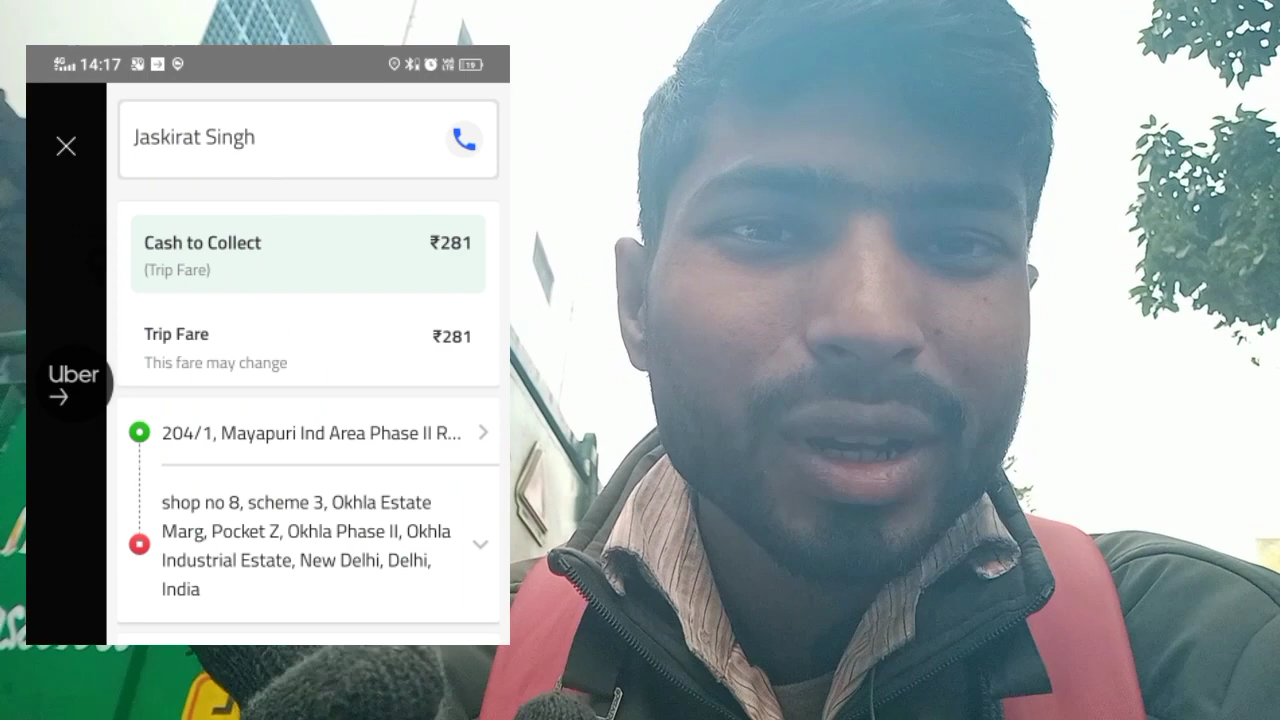 4G 14:17
19
Jaskirat Singh
Cash to Collect ₹281
(Trip Fare)
Trip Fare ₹281
This fare may change
Uber
204/1, Mayapuri Ind Area Phase II R...
shop no 8, scheme 3, Okhla Estate
Marg, Pocket Z, Okhla Phase II, Okhla
Industrial Estate, New Delhi, Delhi,
India